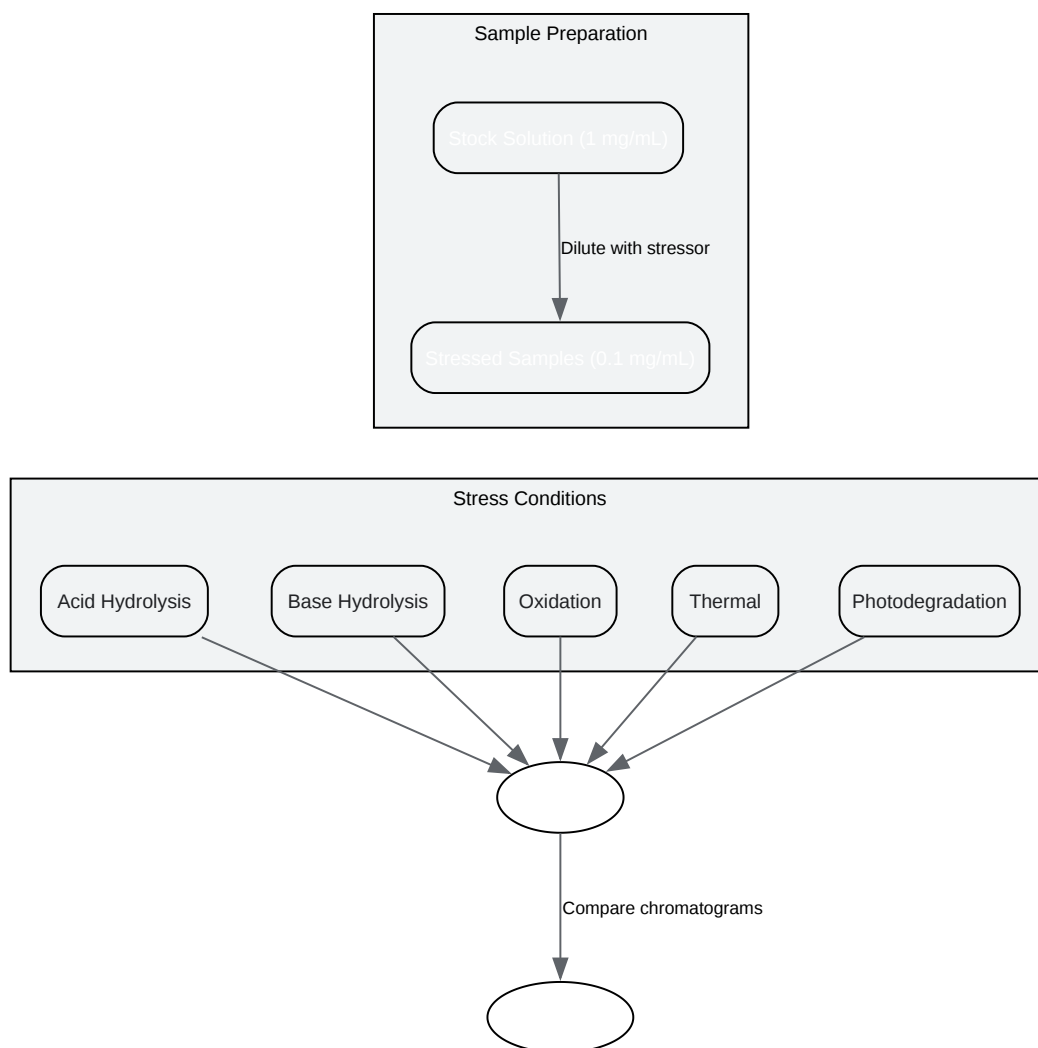 Sample Preparation
Stock Solution (1 mg/mL)
Dilute with stressor
Stressed Samples (0.1 mg/mL)
Stress Conditions
Acid Hydrolysis
Base Hydrolysis
Oxidation
Thermal
Photodegradation
Compare chromatograms